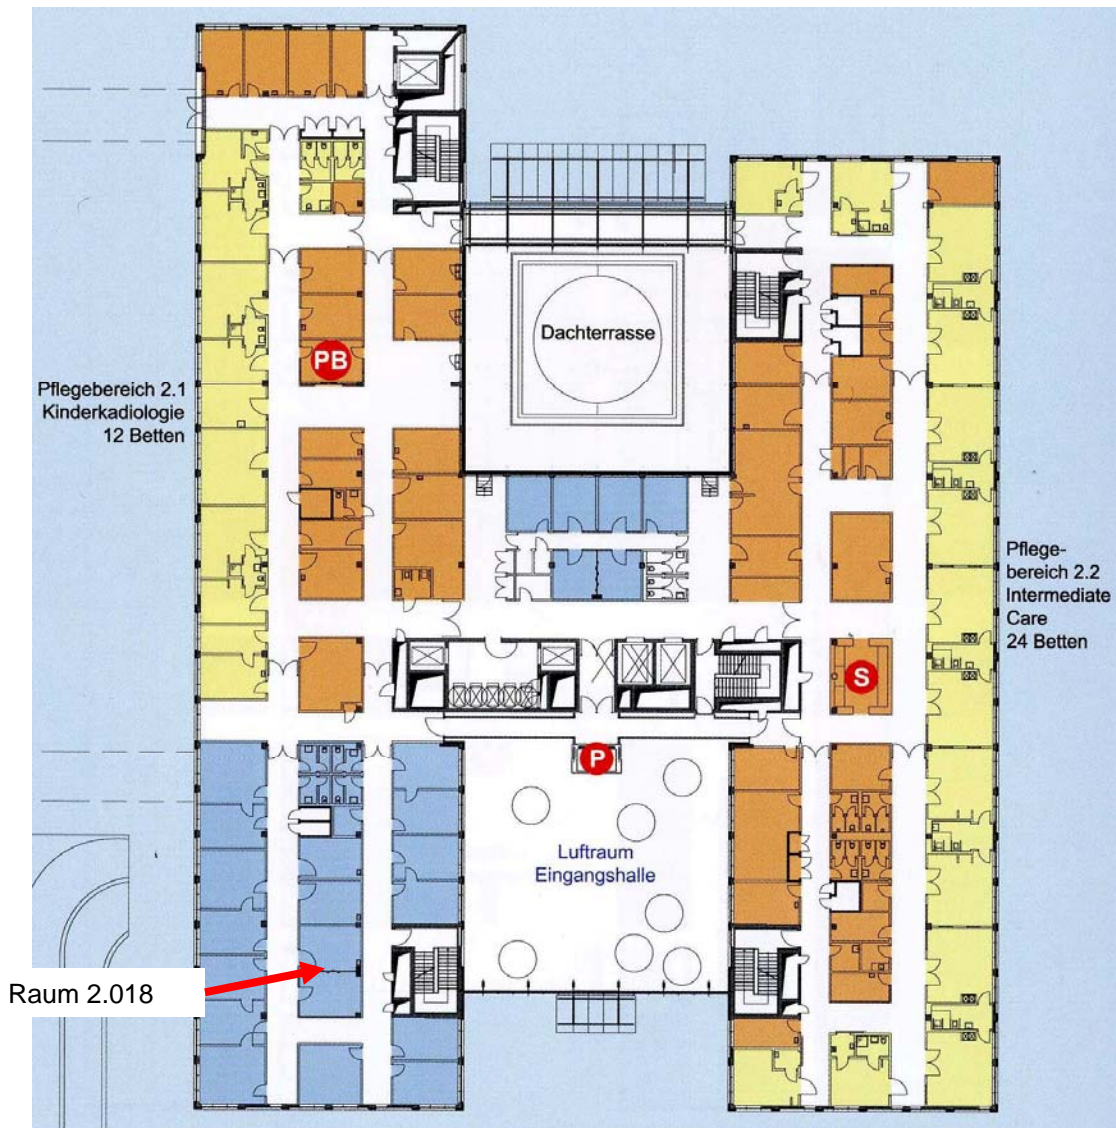 Dachterrasse
PB
Pflegebereich 2.1
Kinderkadiologie
12 Betten
Pflege-
bereich 2.2
Intermediate
Care
24 Betten
S
P
Luftraum
Eingangshalle
Raum 2.018